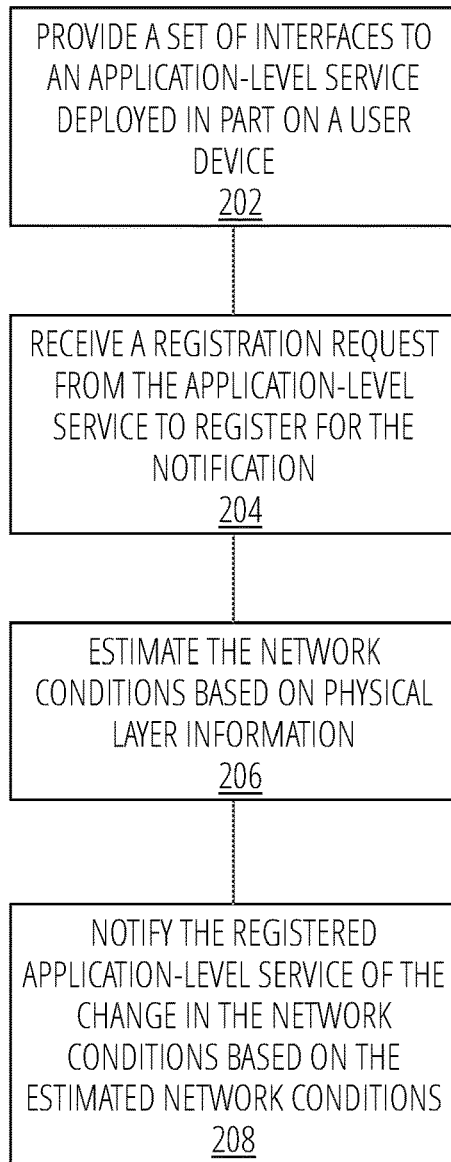 PROVIDE A SET OF INTERFACES TO
AN APPLICATION-LEVEL SERVICE
DEPLOYED IN PART ON A USER
DEVICE
202
RECEIVE A REGISTRATION REQUEST
FROM THE APPLICATION-LEVEL
SERVICE TO REGISTER FOR THE
NOTIFICATION
204
ESTIMATE THE NETWORK
CONDITIONS BASED ON PHYSICAL
LAYER INFORMATION
206
NOTIFY THE REGISTERED
APPLICATION-LEVEL SERVICE OF THE
CHANGE IN THE NETWORK
CONDITIONS BASED ON THE
ESTIMATED NETWORK CONDITIONS
208